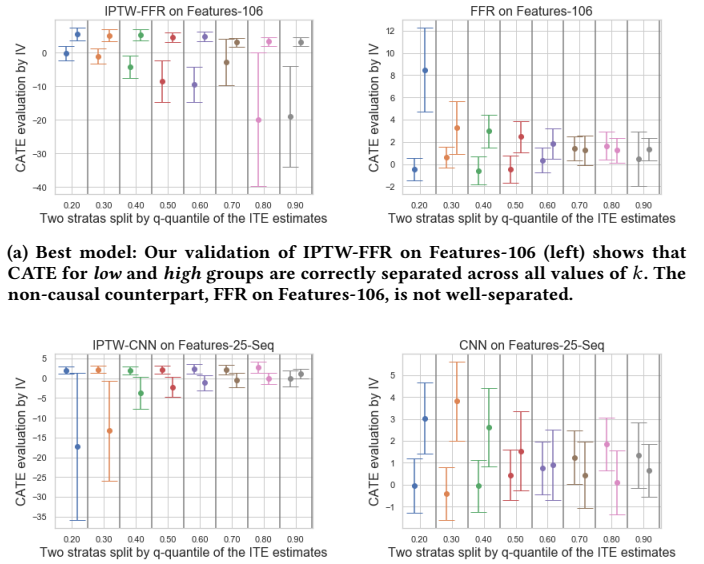 IPTW-FFR on Features-106
CATE evaluation by IV
0
-10
-20
-30
-40
0.20 0.30 0.40 0.50 0.60 0.70 0.80 0.90
Two stratas split by q-quantile of the ITE estimates
FFR on Features-106
CATE evaluation by IV
12
10
8
6
4
2
0
−2
0.20 0.30 0.40 0.50 0.60 0.70 0.80 0.90
Two stratas split by q-quantile of the ITE estimates
(a) Best model: Our validation of IPTW-FFR on Features-106 (left) shows that
CATE for low and high groups are correctly separated across all values of k. The
non-causal counterpart, FFR on Features-106, is not well-separated.
IPTW-CNN on Features-25-Seq
CATE evaluation by IV
5
0
−5
−10
−15
−20
−25
−30
−35
0.20 0.30 0.40 0.50 0.60 0.70 0.80 0.90
Two stratas split by q-quantile of the ITE estimates
CNN on Features-25-Seq
CATE evaluation by IV
5
4
3
2
1
0
−1
0.20 0.30 0.40 0.50 0.60 0.70 0.80 0.90
Two stratas split by q-quantile of the ITE estimates